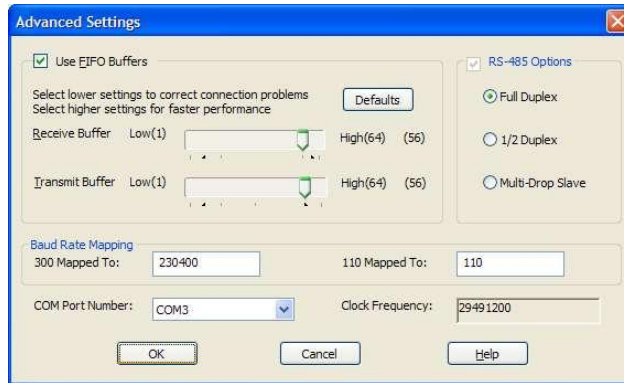 Advanced Settings
Use FIFO Buffers
Select lower settings to correct connection problems
Select higher settings for faster performance
Defaults
Receive Buffer Low(1) High(64) (56)
Transmit Buffer Low(1) High(64) (56)
RS-485 Options
Full Duplex
1/2 Duplex
Multi-Drop Slave
Baud Rate Mapping
300 Mapped To: 230400 110 Mapped To: 110
COM Port Number: COM3 Clock Frequency: 29491200
OK Cancel Help